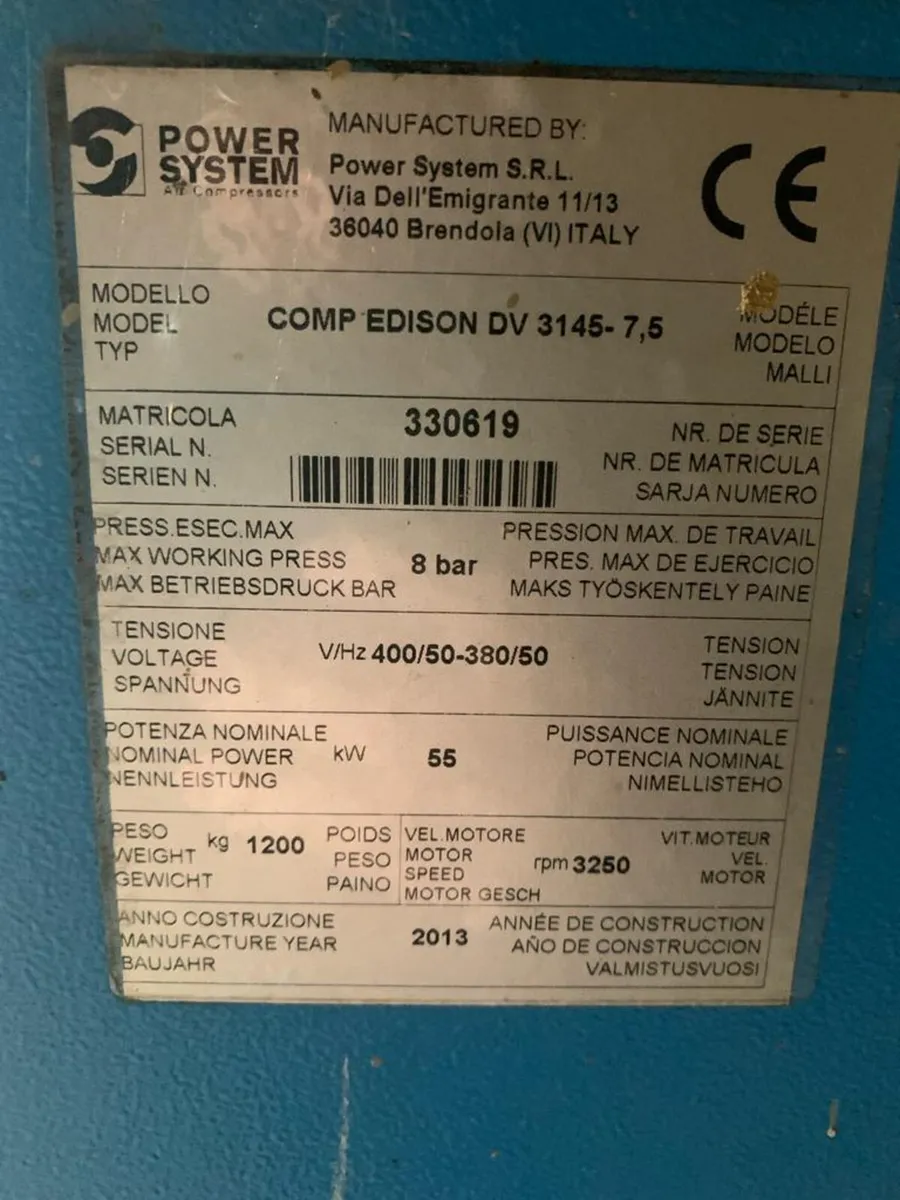 POWER
SYSTEM
Air Compressors
MANUFACTURED BY:
Power System S.R.L.
Via Dell'Emigrante 11/13
36040 Brendola (VI) ITALY
CE
MODELLO
MODEL
TYP
COMP EDISON DV 3145- 7,5
MODÉLE
MODELO
MALLI
MATRICOLA
SERIAL N.
SERIEN N.
330619
NR. DE SERIE
NR. DE MATRICULA
SARJA NUMERO
PRESS.ESEC.MAX
MAX WORKING PRESS
MAX BETRIEBSDRUCK BAR
8 bar
PRESSION MAX. DE TRAVAIL
PRES. MAX DE EJERCICIO
MAKS TYÖSKENTELY PAINE
TENSIONE
VOLTAGE
SPANNUNG
V/Hz 400/50-380/50
TENSION
TENSION
JÄNNITE
POTENZA NOMINALE
NOMINAL POWER
NENNLEISTUNG
kW
55
PUISSANCE NOMINALE
POTENCIA NOMINAL
NIMELLISTEHO
PESO
WEIGHT
GEWICHT
kg 1200
POIDS
PESO
PAINO
VEL.MOTORE
MOTOR
SPEED
MOTOR GESCH
rpm 3250
VIT.MOTEUR
VEL.
MOTOR
ANNO COSTRUZIONE
MANUFACTURE YEAR
BAUJAHR
2013
ANNÉE DE CONSTRUCTION
AÑO DE CONSTRUCCION
VALMISTUSVUOSI